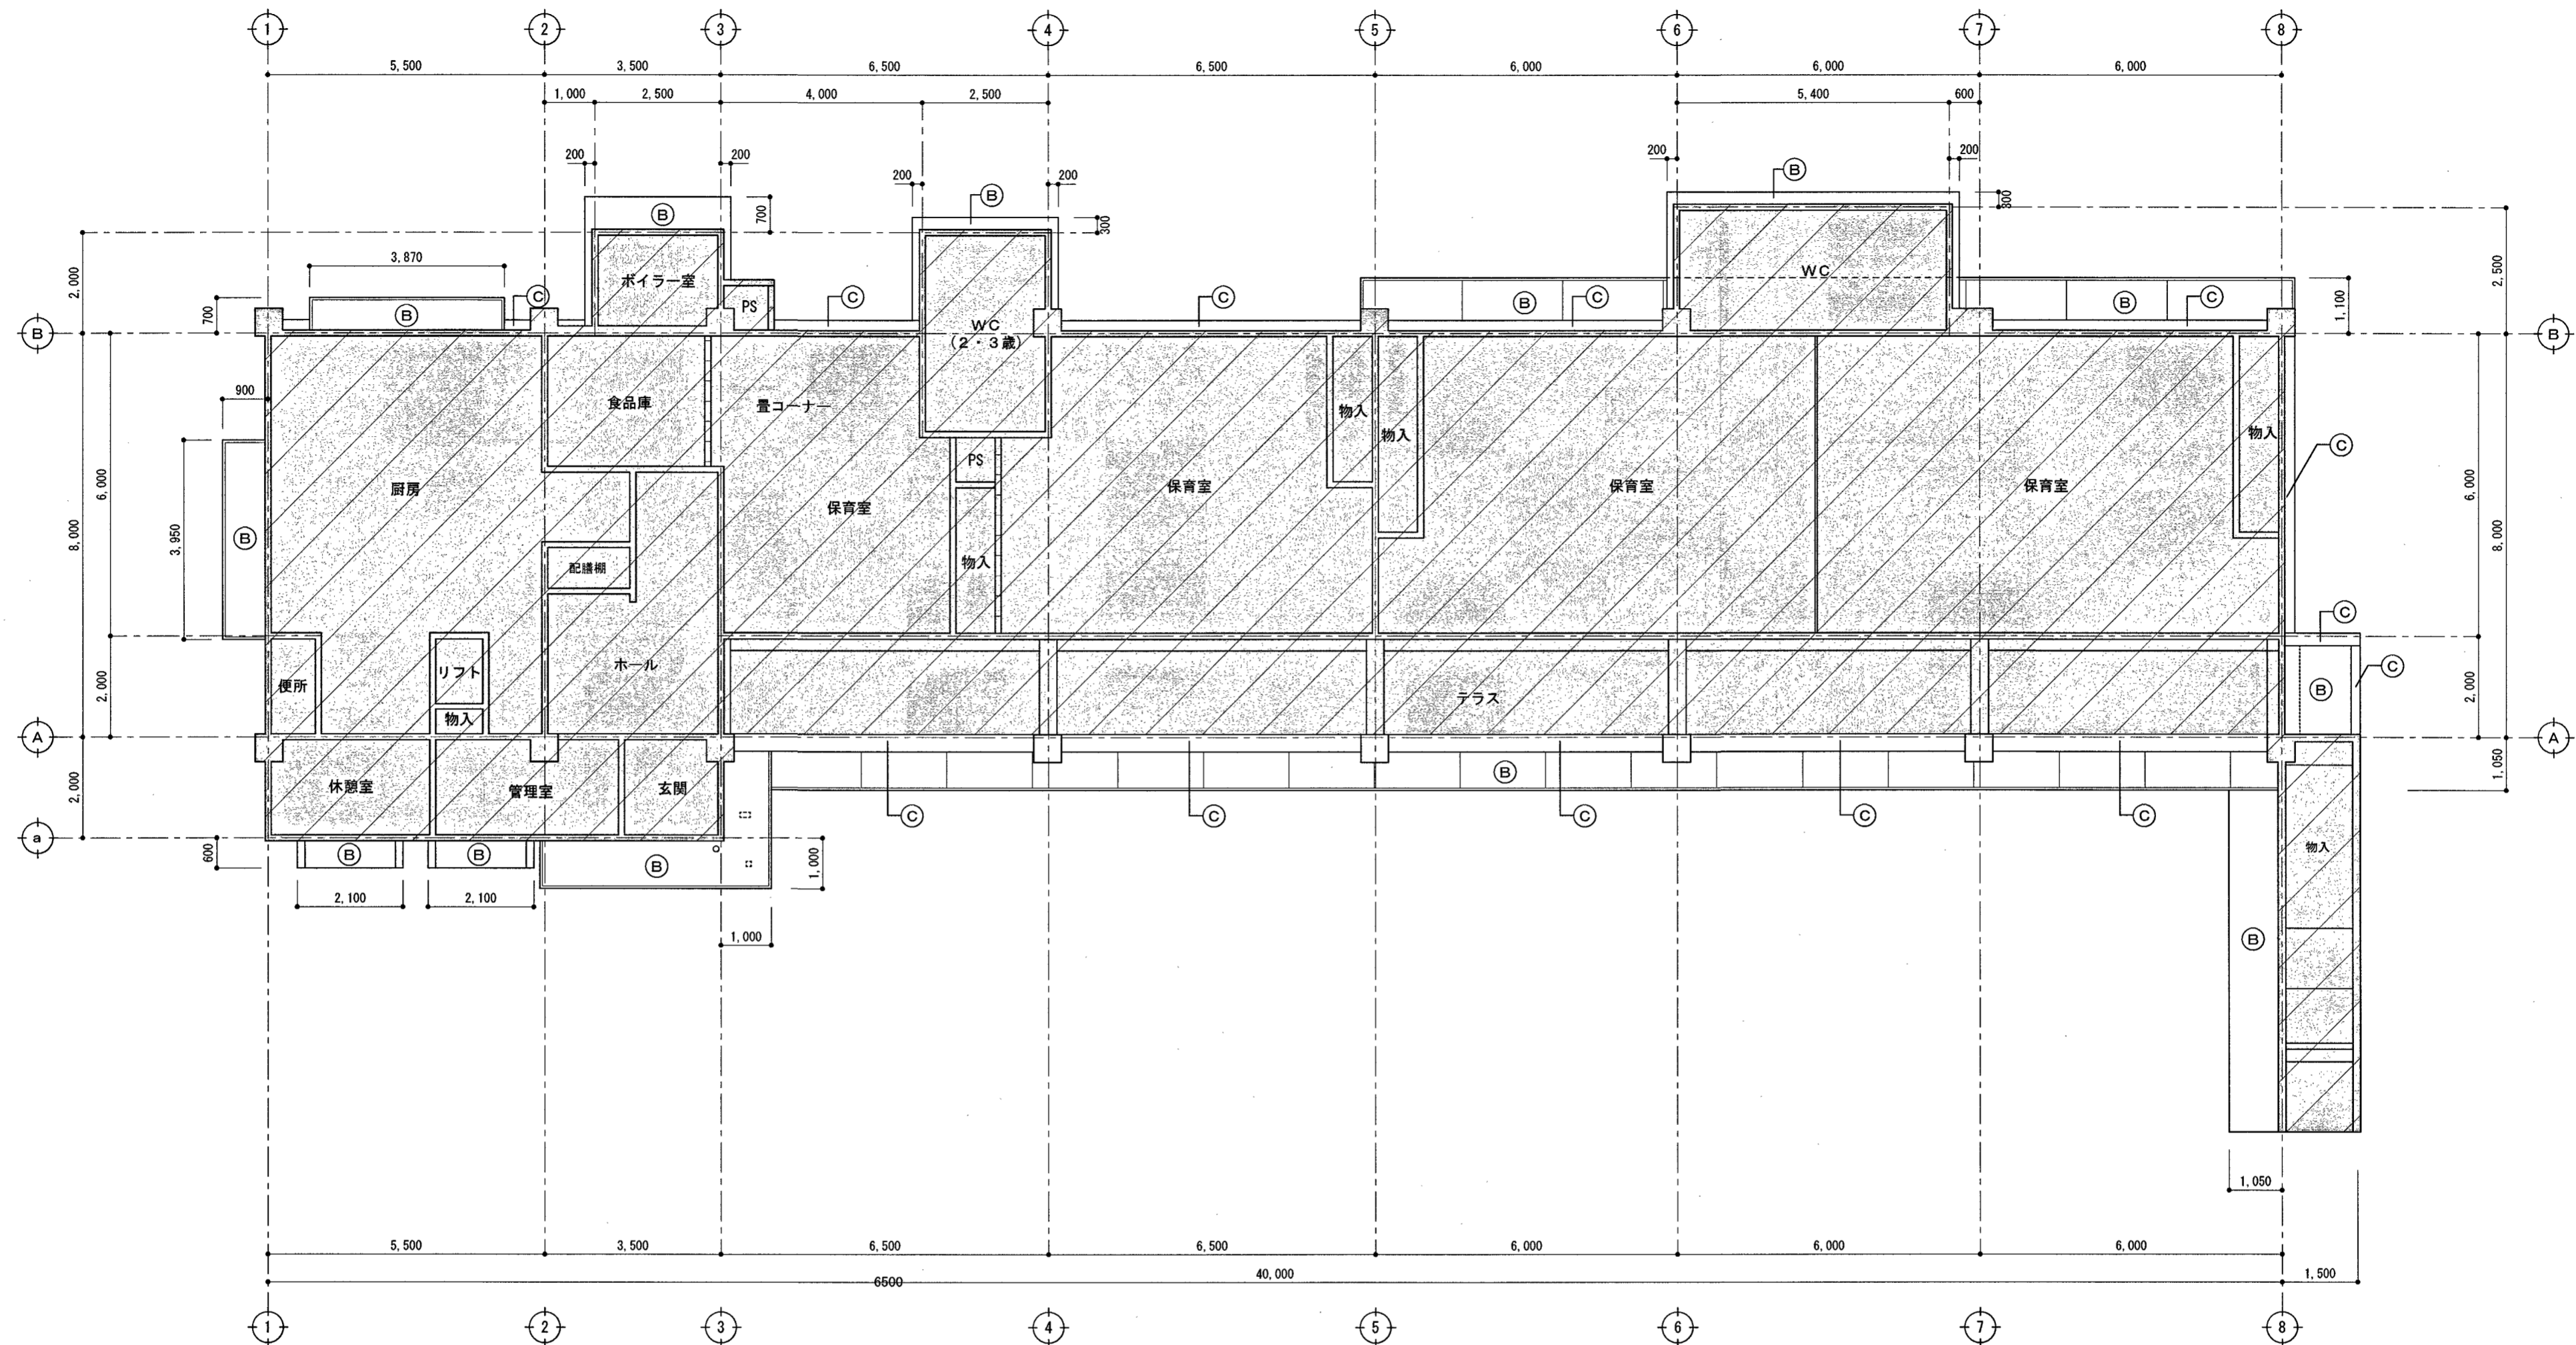 1 2 3 4 5 6 7 8
5,500 3,500 6,500 6,500 6,000 6,000 6,000
1,000 2,500 4,000 2,500 5,400 600
200 200 200 200 200 200
B B B
700 300 300
ボイラー室 PS WC
3,870
2,000 2,500
700 1,100
B C C C B C B C
WC
(2・3歳)
B B
900
食品庫 畳コーナー 物入 物入 物入 C
厨房 PS
保育室 保育室 保育室 保育室
6,000 8,000 3,950 B 6,000 8,000
配膳棚 物入
C
リフト ホール
便所 テラス B C
物入
2,000 2,000
A A
休憩室 管理室 玄関 B
2,000 1,050
C C C C C
a
600 B B B 1,000 物入
2,100 2,100
1,000 B
1,050
5,500 3,500 6,500 6,500 6,000 6,000 6,000
6500 40,000 1,500
1 2 3 4 5 6 7 8